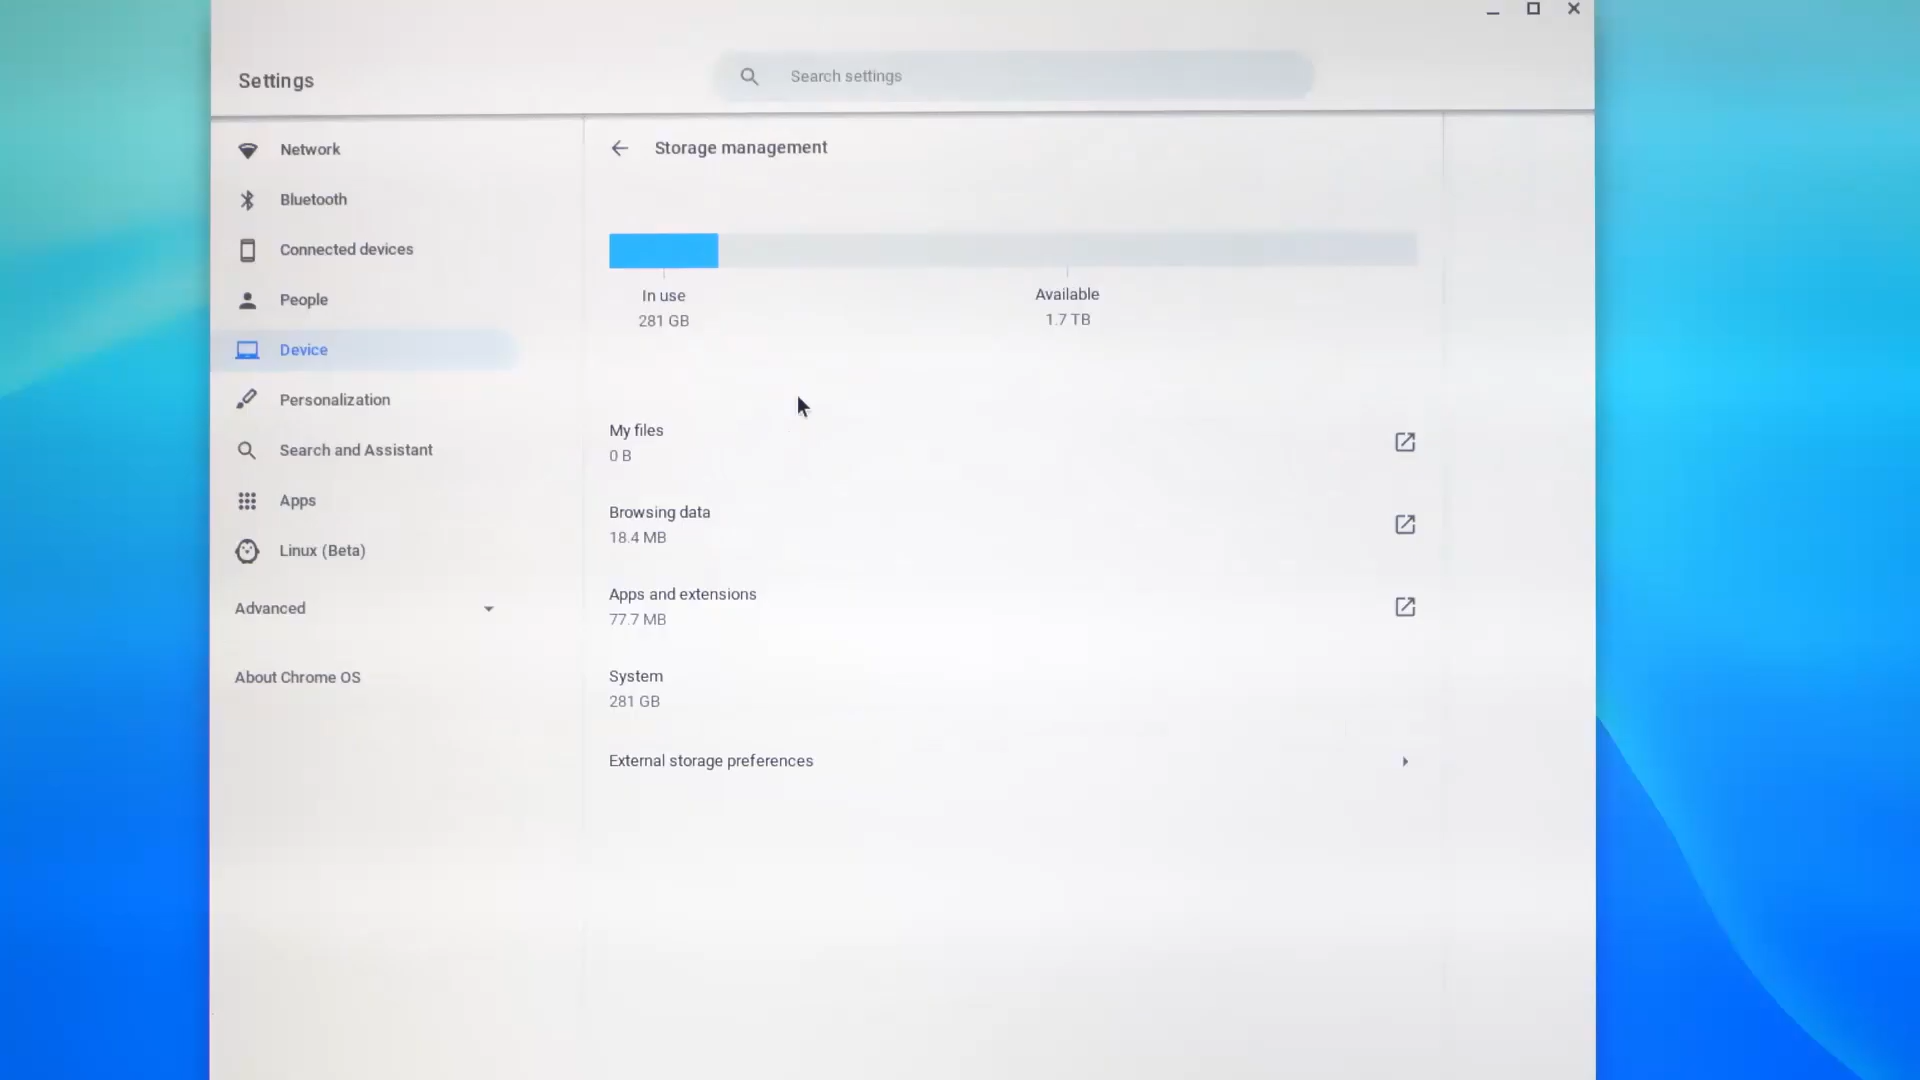 Settings
Search settings
Network
Bluetooth
Connected devices
People
Device
Personalization
Search and Assistant
Apps
Linux (Beta)
Advanced
About Chrome OS
Storage management
In use
281 GB
Available
1.7 TB
My files
0 B
Browsing data
18.4 MB
Apps and extensions
77.7 MB
System
281 GB
External storage preferences